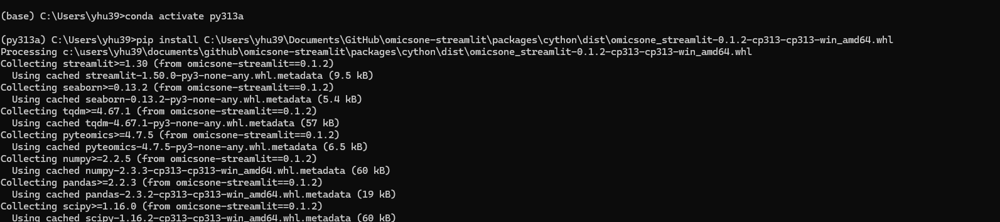 (base) C:\Users\yhu39>conda activate py313a
(py313a) C:\Users\yhu39>pip install C:\Users\yhu39\Documents\GitHub\omicsone-streamlit\packages\cython\dist\omicsone_streamlit-0.1.2-cp313-cp313-win_amd64.whl
Processing c:\users\yhu39\documents\github\omicsone-streamlit\packages\cython\dist\omicsone_streamlit-0.1.2-cp313-cp313-win_amd64.whl
Collecting streamlit>=1.30 (from omicsone-streamlit==0.1.2)
  Using cached streamlit-1.50.0-py3-none-any.whl.metadata (9.5 kB)
Collecting seaborn>=0.13.2 (from omicsone-streamlit==0.1.2)
  Using cached seaborn-0.13.2-py3-none-any.whl.metadata (5.4 kB)
Collecting tqdm>=4.67.1 (from omicsone-streamlit==0.1.2)
  Using cached tqdm-4.67.1-py3-none-any.whl.metadata (57 kB)
Collecting pyteomics>=4.7.5 (from omicsone-streamlit==0.1.2)
  Using cached pyteomics-4.7.5-py3-none-any.whl.metadata (6.5 kB)
Collecting numpy>=2.2.5 (from omicsone-streamlit==0.1.2)
  Using cached numpy-2.3.3-cp313-cp313-win_amd64.whl.metadata (60 kB)
Collecting pandas>=2.2.3 (from omicsone-streamlit==0.1.2)
  Using cached pandas-2.3.2-cp313-cp313-win_amd64.whl.metadata (19 kB)
Collecting scipy>=1.16.0 (from omicsone-streamlit==0.1.2)
  Using cached scipy-1.16.2-cp313-cp313-win_amd64.whl.metadata (60 kB)